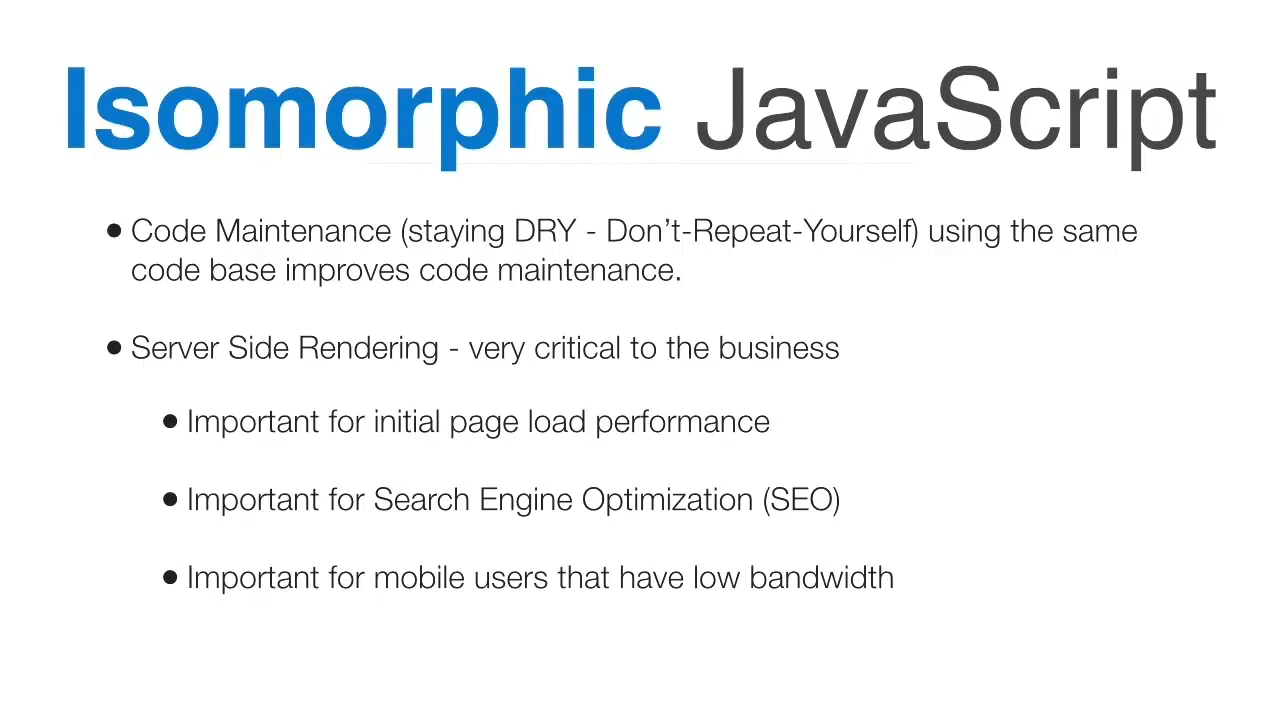 Isomorphic JavaScript
• Code Maintenance (staying DRY - Don’t-Repeat-Yourself) using the same
code base improves code maintenance.
• Server Side Rendering - very critical to the business
• Important for initial page load performance
• Important for Search Engine Optimization (SEO)
• Important for mobile users that have low bandwidth